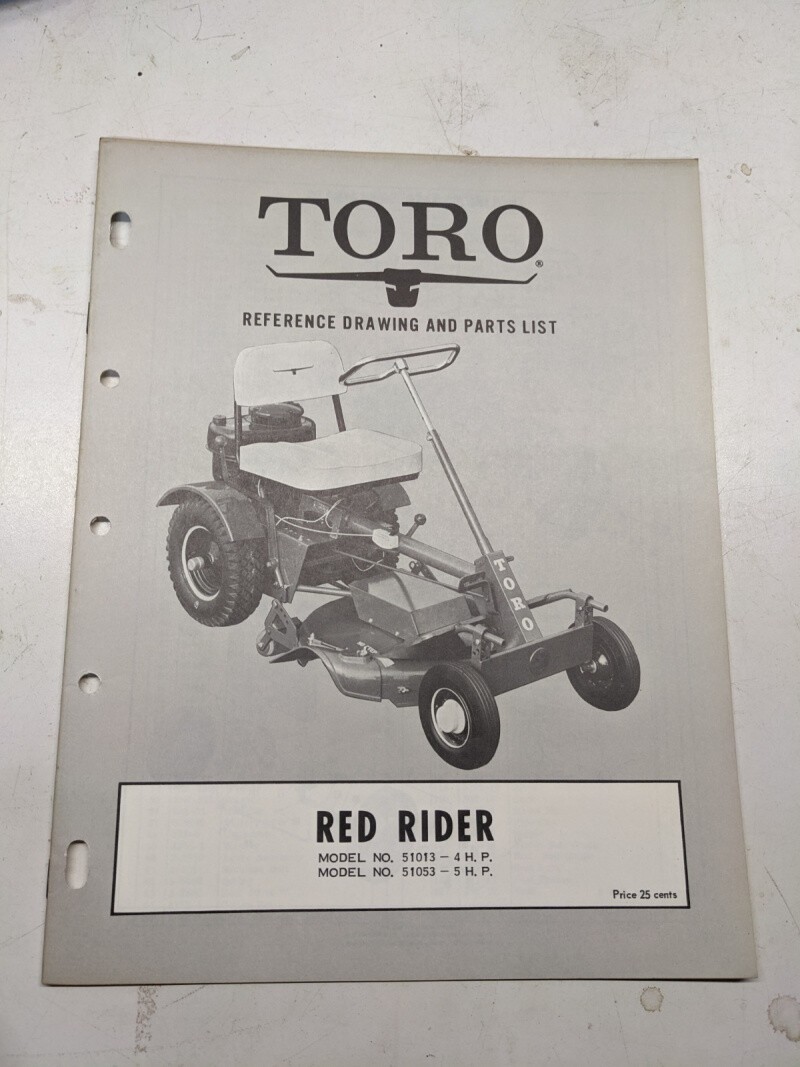 TORO®
REFERENCE DRAWING AND PARTS LIST
TORO
RED RIDER
MODEL NO. 51013 – 4 H. P.
MODEL NO. 51053 – 5 H. P.
Price 25 cents